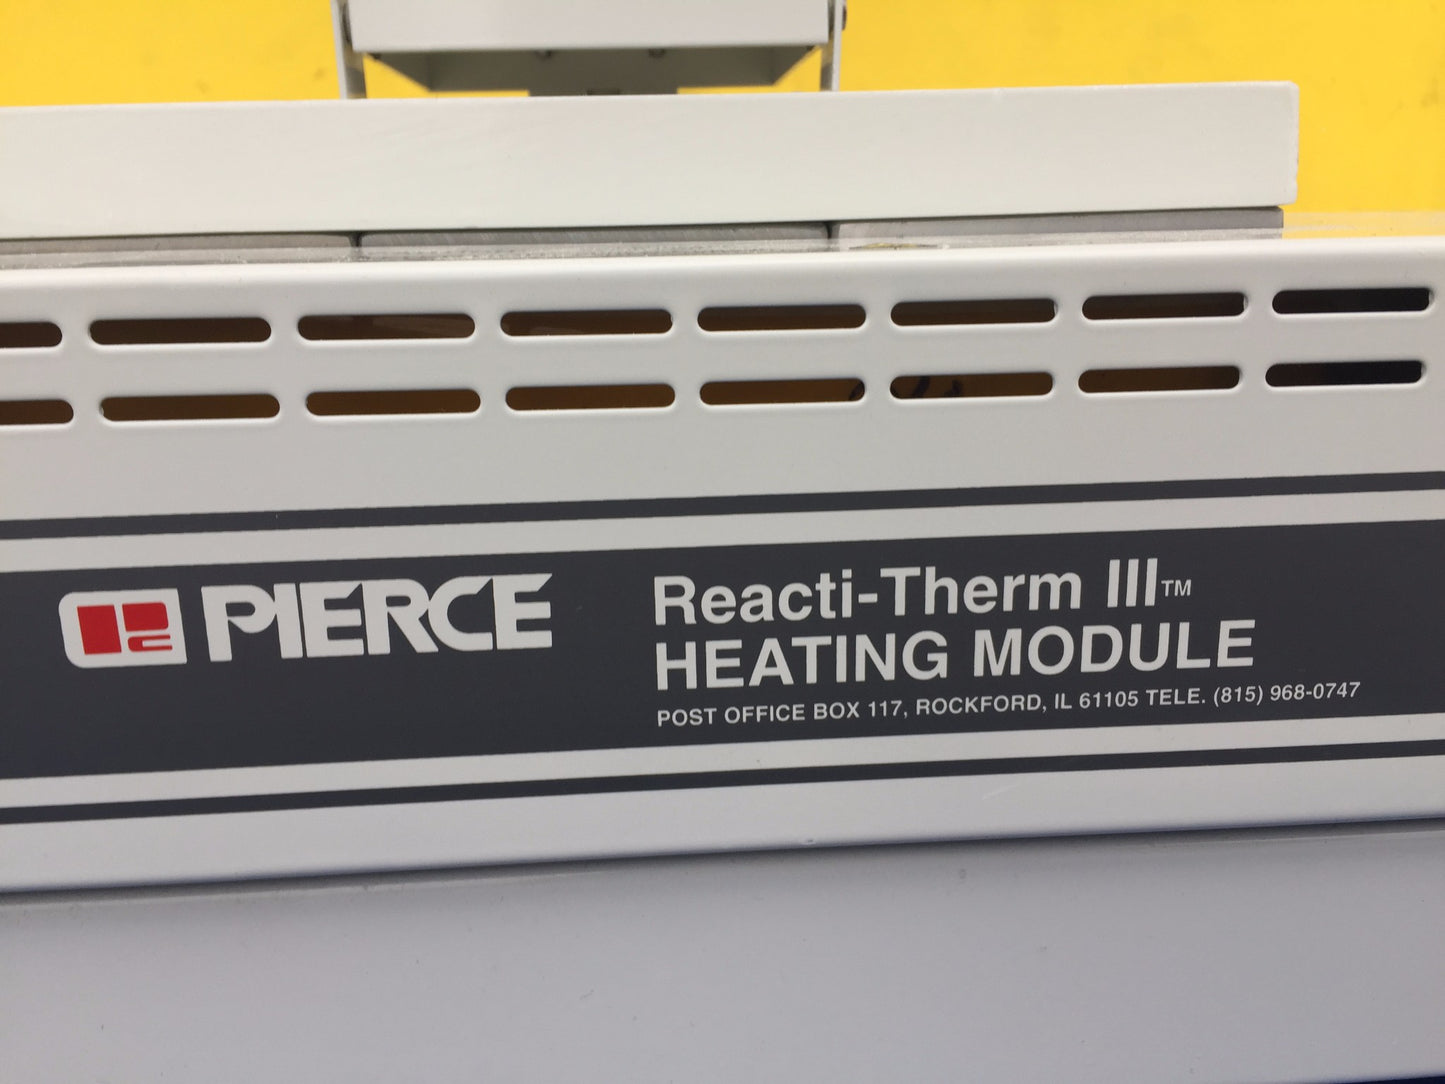 PIERCE
Reacti-Therm III™
HEATING MODULE
POST OFFICE BOX 117, ROCKFORD, IL 61105 TELE. (815) 968-0747